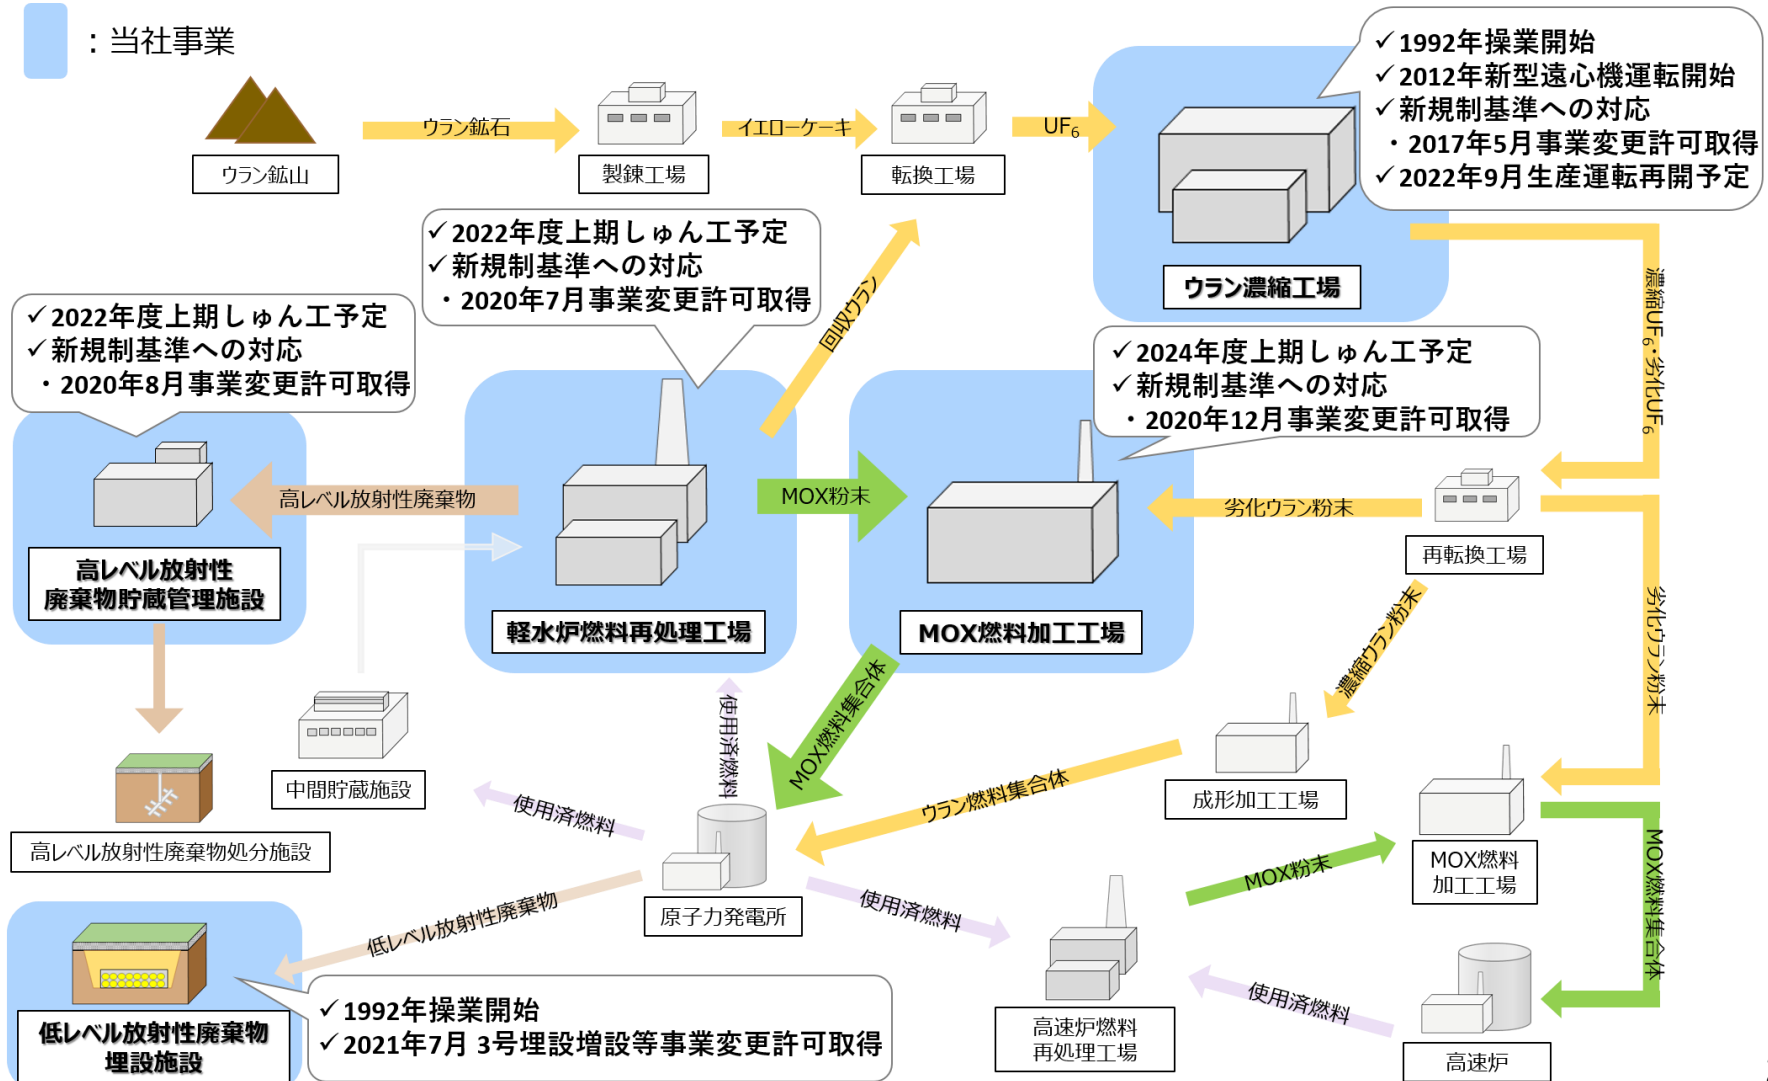 ：当社事業
ウラン鉱山
ウラン鉱石
製錬工場
イエローケーキ
転換工場
UF₆
✓1992年操業開始
✓2012年新型遠心機運転開始
✓新規制基準への対応
・2017年5月事業変更許可取得
✓2022年9月生産運転再開予定
ウラン濃縮工場
濃縮UF₆・劣化UF₆
✓2022年度上期しゅん工予定
✓新規制基準への対応
・2020年7月事業変更許可取得
回収ウラン
✓2022年度上期しゅん工予定
✓新規制基準への対応
・2020年8月事業変更許可取得
✓2024年度上期しゅん工予定
✓新規制基準への対応
・2020年12月事業変更許可取得
高レベル放射性廃棄物
MOX粉末
劣化ウラン粉末
再転換工場
高レベル放射性
廃棄物貯蔵管理施設
軽水炉燃料再処理工場
MOX燃料加工工場
濃縮ウラン粉末
劣化ウラン粉末
使用済燃料
MOX燃料集合体
中間貯蔵施設
使用済燃料
ウラン燃料集合体
成形加工工場
高レベル放射性廃棄物処分施設
原子力発電所
使用済燃料
MOX粉末
MOX燃料
加工工場
MOX燃料集合体
低レベル放射性廃棄物
低レベル放射性廃棄物
埋設施設
✓1992年操業開始
✓2021年7月 3号埋設増設等事業変更許可取得
高速炉燃料
再処理工場
使用済燃料
高速炉